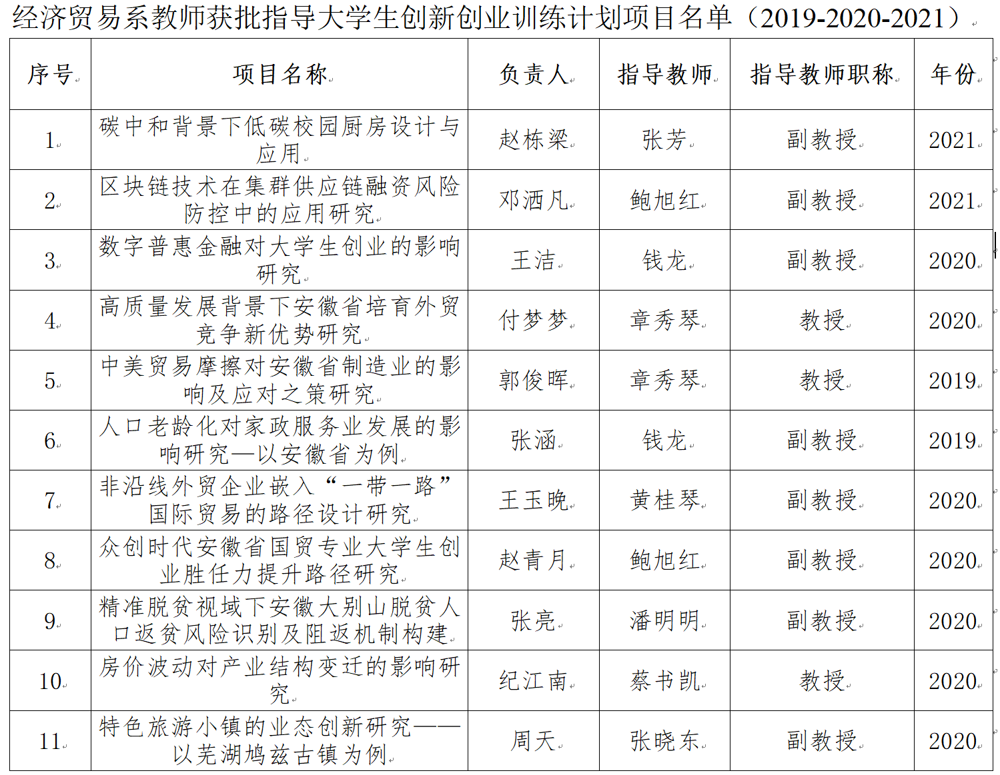 经济贸易系教师获批指导大学生创新创业训练计划项目名单（2019-2020-2021）
序号 项目名称 负责人 指导教师 指导教师职称 年份
碳中和背景下低碳校园厨房设计与
1 赵栋梁 张芳 副教授 2021
应用
区块链技术在集群供应链融资风险
2 邓洒凡 鲍旭红 副教授 2021
防控中的应用研究
数字普惠金融对大学生创业的影响
3 王洁 钱龙 副教授 2020
研究
高质量发展背景下安徽省培育外贸
4 付梦梦 章秀琴 教授 2020
竞争新优势研究
中美贸易摩擦对安徽省制造业的影
5 郭俊晖 章秀琴 教授 2019
响及应对之策研究
人口老龄化对家政服务业发展的影
6 张涵 钱龙 副教授 2019
响研究—以安徽省为例
非沿线外贸企业嵌入“一带一路”
7 王玉晚 黄桂琴 副教授 2020
国际贸易的路径设计研究
众创时代安徽省国贸专业大学生创
8 赵青月 鲍旭红 副教授 2020
业胜任力提升路径研究
精准脱贫视域下安徽大别山脱贫人
9 张亮 潘明明 副教授 2020
口返贫风险识别及阻返机制构建
房价波动对产业结构变迁的影响研
10 纪江南 蔡书凯 教授 2020
究
特色旅游小镇的业态创新研究——
11 周天 张晓东 副教授 2020
以芜湖鸠兹古镇为例